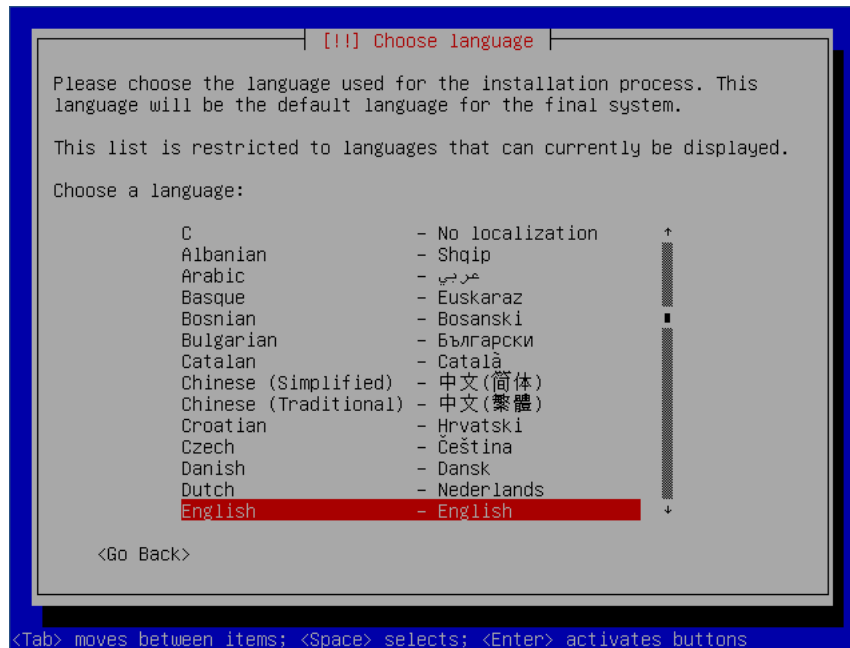 [!!] Choose language
Please choose the language used for the installation process. This
language will be the default language for the final system.
This list is restricted to languages that can currently be displayed.
Choose a language:
C - No localization
Albanian - Shqip
Arabic - عربي
Basque - Euskaraz
Bosnian - Bosanski
Bulgarian - Български
Catalan - Català
Chinese (Simplified) - 中文(简体)
Chinese (Traditional) - 中文(繁體)
Croatian - Hrvatski
Czech - Čeština
Danish - Dansk
Dutch - Nederlands
English - English
<Go Back>
<Tab> moves between items; <Space> selects; <Enter> activates buttons